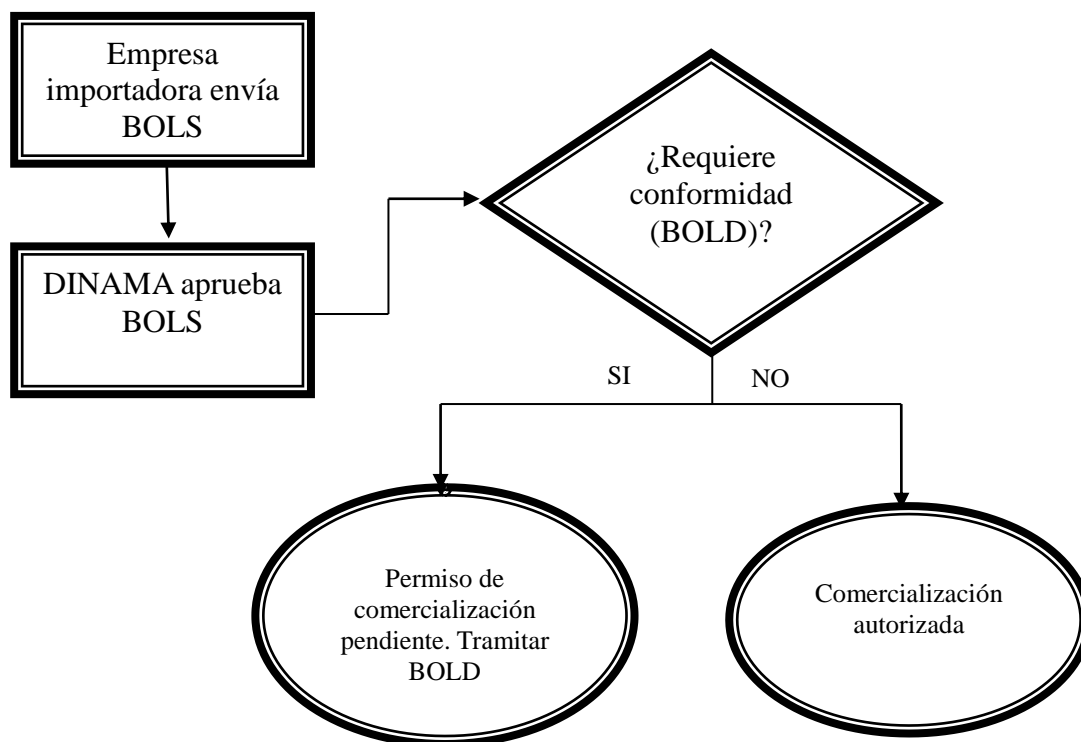 Empresa
importadora envía
BOLS
DINAMA aprueba
BOLS
¿Requiere
conformidad
(BOLD)?
SI
NO
Permiso de
comercialización
pendiente. Tramitar
BOLD
Comercialización
autorizada